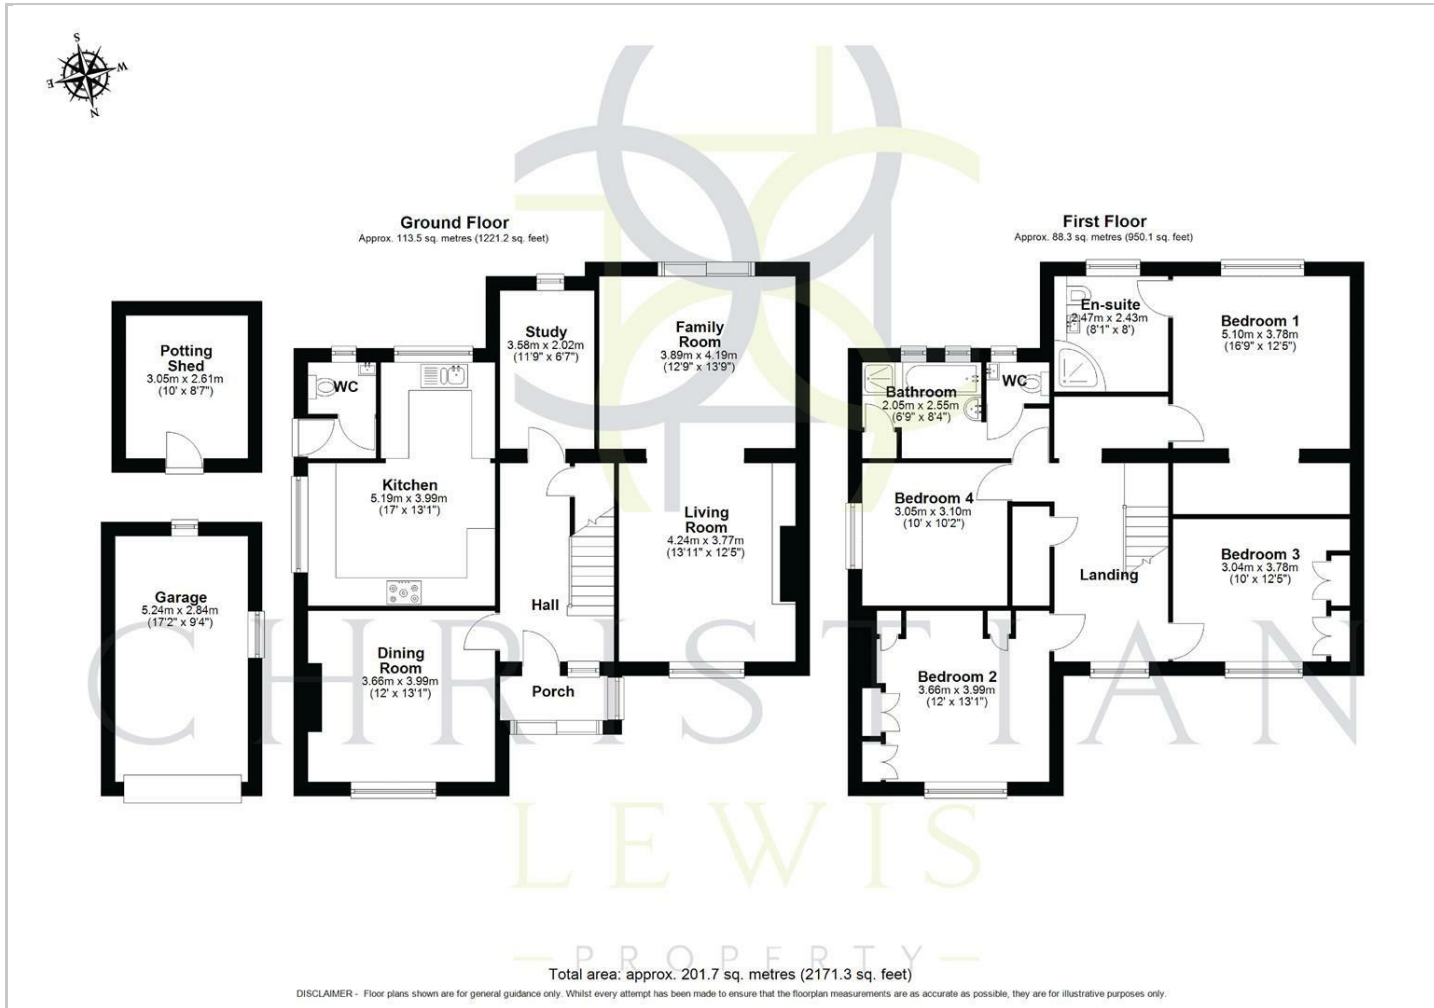 S
W
E
N
Ground Floor
Approx. 113.5 sq. metres (1221.2 sq. feet)
First Floor
Approx. 88.3 sq. metres (950.1 sq. feet)
Potting
Shed
3.05m x 2.61m
(10' x 8'7")
WC
Study
3.58m x 2.02m
(11'9" x 6'7")
Family
Room
3.89m x 4.19m
(12'9" x 13'9")
Kitchen
5.19m x 3.99m
(17' x 13'1")
Living
Room
4.24m x 3.77m
(13'11" x 12'5")
Garage
5.24m x 2.84m
(17'2" x 9'4")
Hall
Dining
Room
3.66m x 3.99m
(12' x 13'1")
Porch
En-suite
2.47m x 2.43m
(8'1" x 8')
Bedroom 1
5.10m x 3.78m
(16'9" x 12'5")
Bathroom
2.05m x 2.55m
(6'9" x 8'4")
WC
Bedroom 4
3.05m x 3.10m
(10' x 10'2")
Bedroom 3
3.04m x 3.78m
(10' x 12'5")
Landing
Bedroom 2
3.66m x 3.99m
(12' x 13'1")
CHRISTIAN
LEWIS
PROPERTY
Total area: approx. 201.7 sq. metres (2171.3 sq. feet)
DISCLAIMER - Floor plans shown are for general guidance only. Whilst every attempt has been made to ensure that the floorplan measurements are as accurate as possible, they are for illustrative purposes only.